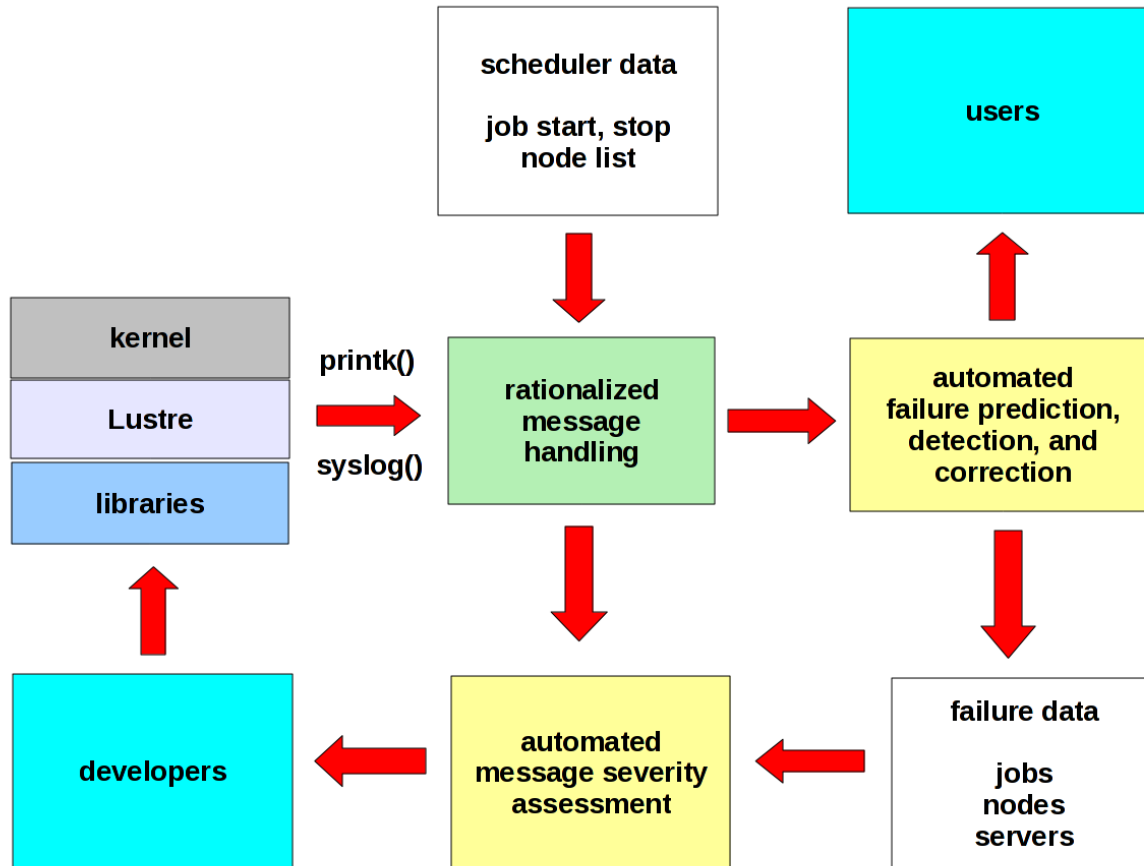 scheduler data
job start, stop
node list
users
kernel
Lustre
libraries
printk()
syslog()
rationalized
message
handling
automated
failure prediction,
detection, and
correction
developers
automated
message severity
assessment
failure data
jobs
nodes
servers